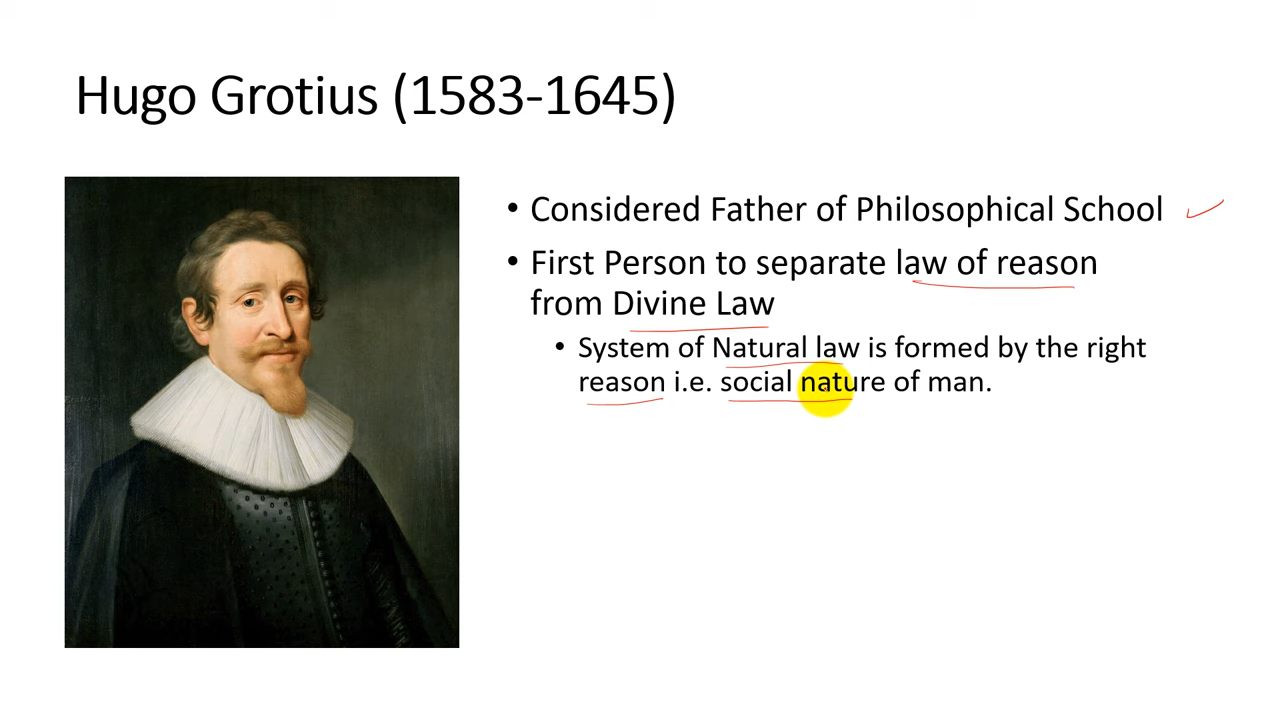 Hugo Grotius (1583-1645)
• Considered Father of Philosophical School
• First Person to separate law of reason
from Divine Law
• System of Natural law is formed by the right
reason i.e. social nature of man.